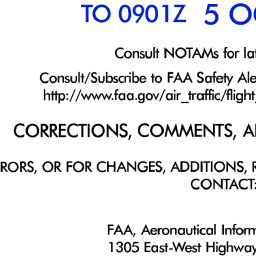 TO 0901Z 5 O
Consult NOTAMs for la
Consult/Subscribe to FAA Safety Ale
http://www.faa.gov/air_traffic/flight_
CORRECTIONS, COMMENTS, A
RORS, OR FOR CHANGES, ADDITIONS, R
CONTACT:
FAA, Aeronautical Inform
1305 East-West Highway